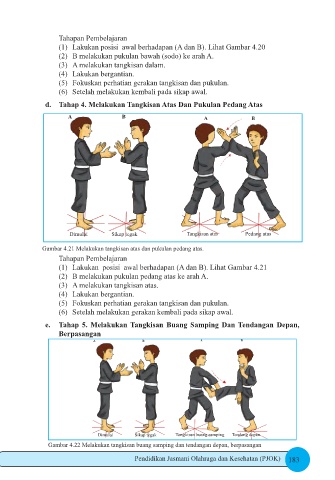 Tahapan Pembelajaran
(1) Lakukan posisi awal berhadapan (A dan B). Lihat Gambar 4.20
(2) B melakukan pukulan bawah (sodo) ke arah A.
(3) A melakukan tangkisan dalam.
(4) Lakukan bergantian.
(5) Fokuskan perhatian gerakan tangkisan dan pukulan.
(6) Setelah melakukan kembali pada sikap awal.
d. Tahap 4. Melakukan Tangkisan Atas Dan Pukulan Pedang Atas
A B A B
Dimulai Sikap tegak Tangkisan atas Pedang atas
Gambar 4.21 Melakukan tangkisan atas dan pukulan pedang atas.
Tahapan Pembelajaran
(1) Lakukan posisi awal berhadapan (A dan B). Lihat Gambar 4.21
(2) B melakukan pukulan pedang atas ke arah A.
(3) A melakukan tangkisan atas.
(4) Lakukan bergantian.
(5) Fokuskan perhatian gerakan tangkisan dan pukulan.
(6) Setelah melakukan gerakan kembali pada sikap awal.
e. Tahap 5. Melakukan Tangkisan Buang Samping Dan Tendangan Depan,
Berpasangan
A B A B
Dimulai Sikap tegak Tangkisan buang samping Tendang depan
Gambar 4.22 Melakukan tangkisan buang samping dan tendangan depan, berpasangan
Pendidikan Jasmani Olahraga dan Kesehatan (PJOK) 183